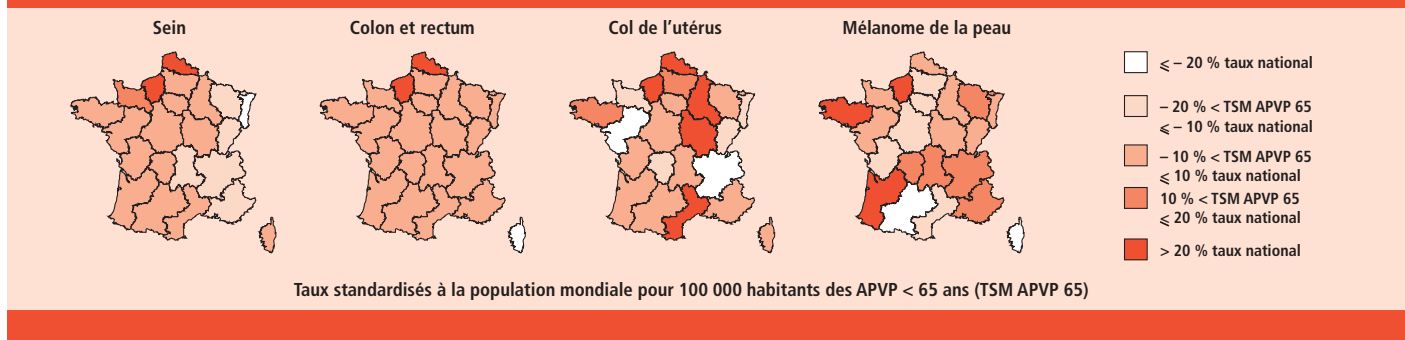 Sein
Colon et rectum
Col de l'utérus
Mélanome de la peau
⩽ – 20 % taux national
– 20 % < TSM APVP 65
⩽ – 10 % taux national
– 10 % < TSM APVP 65
⩽ 10 % taux national
10 % < TSM APVP 65
⩽ 20 % taux national
> 20 % taux national
Taux standardisés à la population mondiale pour 100 000 habitants des APVP < 65 ans (TSM APVP 65)